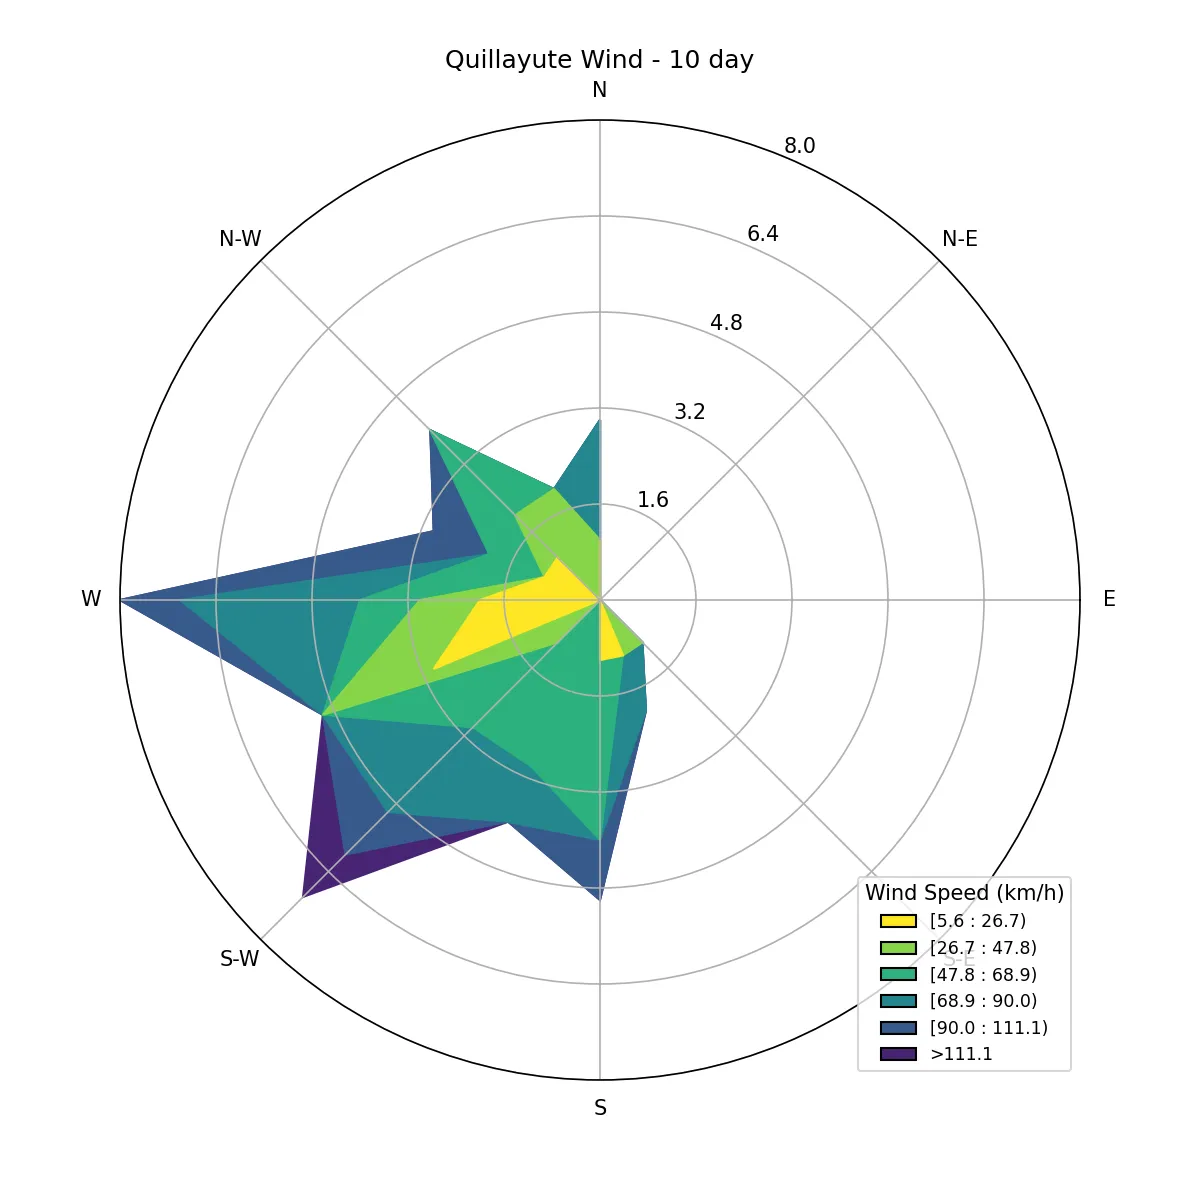 Quillayute Wind - 10 day
N
8.0
6.4
N-W
N-E
4.8
3.2
1.6
W
E
Wind Speed (km/h)
[5.6 : 26.7)
[26.7 : 47.8)
S-W
S-E
[47.8 : 68.9)
[68.9 : 90.0)
[90.0 : 111.1)
>111.1
S